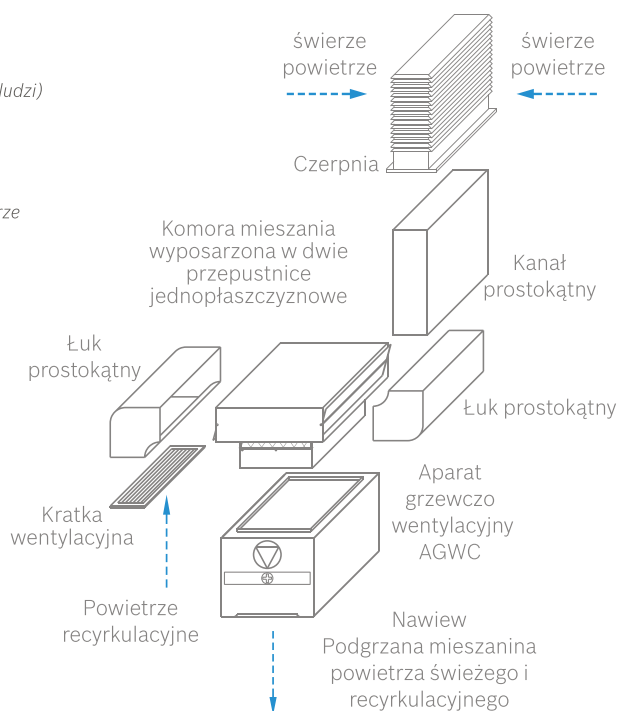 świerze
powietrze
świerze
powietrze
ludzi)
Czerpnia
rze
Komora mieszania
wyposarzona w dwie
przepustnice
jednopłaszczyznowe
Kanał
prostokątny
Łuk
prostokątny
Łuk prostokątny
Aparat
grzewczo
wentylacyjny
AGWC
Kratka
wentylacyjna
Powietrze
recyrkulacyjne
Nawiew
Podgrzana mieszanina
powietrza świeżego i
recyrkulacyjnego